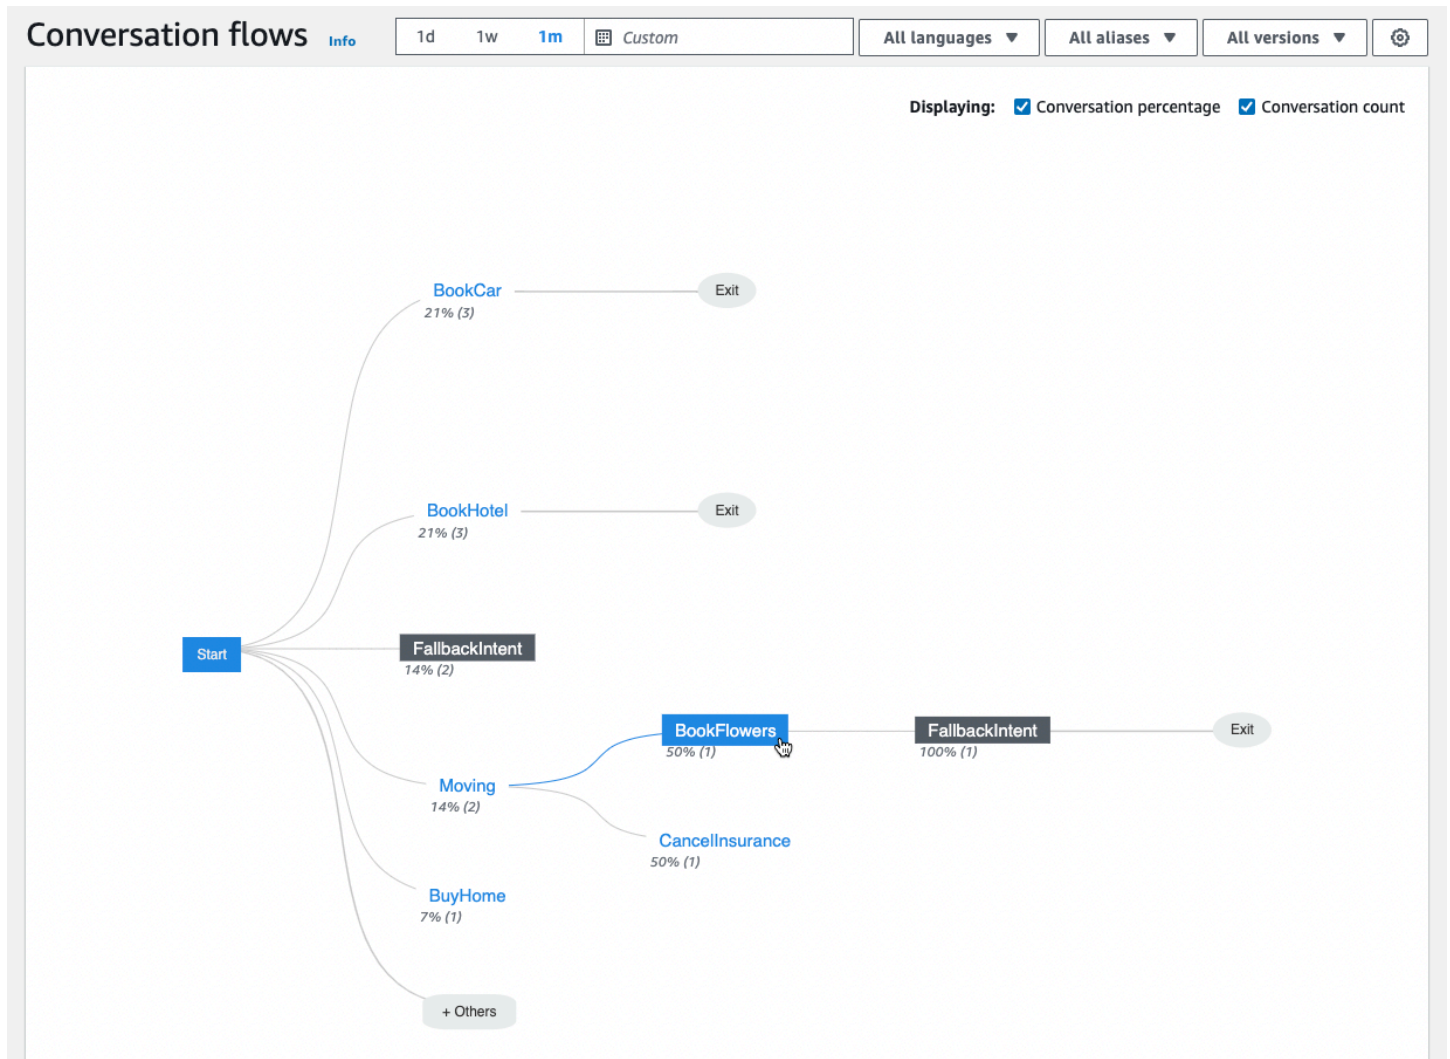 Conversation flows Info 1d 1w 1m Custom All languages All aliases All versions
Displaying: Conversation percentage Conversation count
BookCar Exit
21% (3)
BookHotel Exit
21% (3)
Start
FallbackIntent
14% (2)
BookFlowers FallbackIntent Exit
50% (1) 100% (1)
Moving
14% (2)
CancelInsurance
50% (1)
BuyHome
7% (1)
+ Others